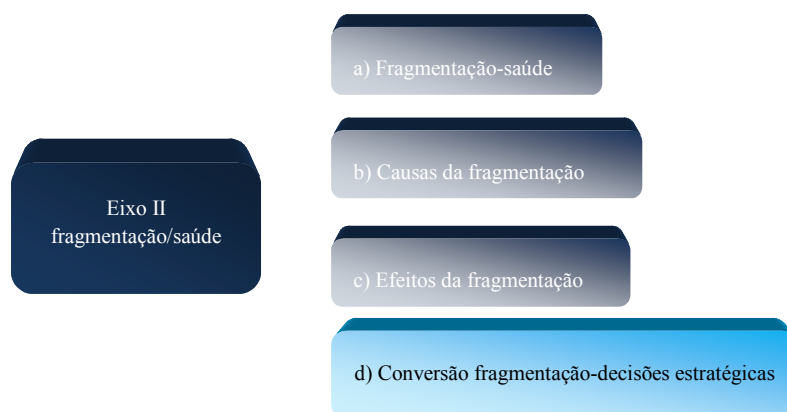 Eixo II
fragmentação/saúde
a) Fragmentação-saúde
b) Causas da fragmentação
c) Efeitos da fragmentação
d) Conversão fragmentação-decisões estratégicas